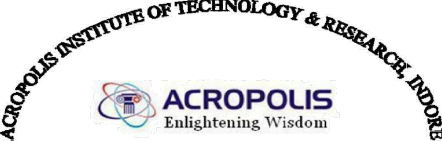 ACROPOLIS INSTITUTE OF TECHNOLOGY & RESEARCH, INDORE
ACROPOLIS
Enlightening Wisdom